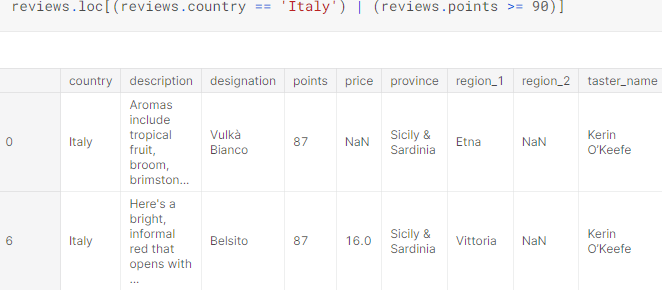 reviews.loc[(reviews.country == 'Italy') | (reviews.points >= 90)]
country description designation points price province region_1 region_2 taster_name
0 Italy Aromas include tropical fruit, broom, brimston... Vulkà Bianco 87 NaN Sicily & Sardinia Etna NaN Kerin O'Keefe
6 Italy Here's a bright, informal red that opens with ... Belsito 87 16.0 Sicily & Sardinia Vittoria NaN Kerin O'Keefe